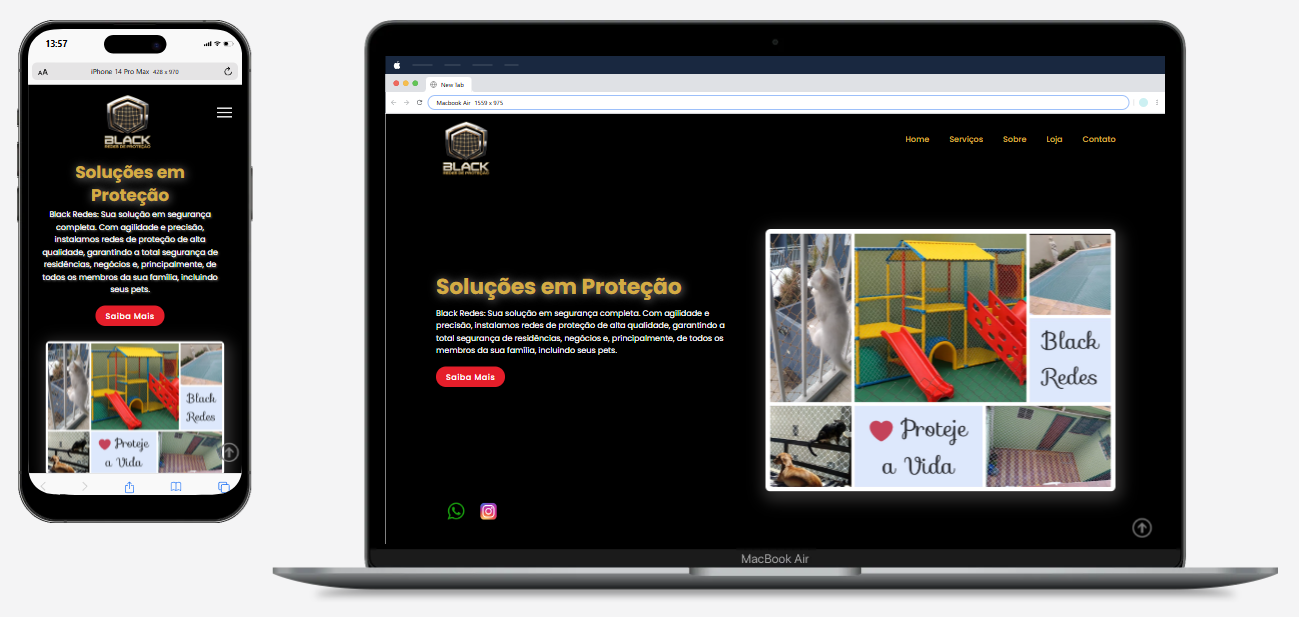 13:57
AA
iPhone 14 Pro Max 428 x 970
BLACK
REDES DE PROTEÇÃO
Soluções em
Proteção
Black Redes: Sua solução em segurança
completa. Com agilidade e precisão,
instalamos redes de proteção de alta
qualidade, garantindo a total segurança de
residências, negócios e, principalmente, de
todos os membros da sua família, incluindo
seus pets.
Saiba Mais
Black
Redes
Proteje
a Vida
New Tab
Macbook Air 1559 x 975
BLACK
REDES DE PROTEÇÃO
Home Serviços Sobre Loja Contato
Soluções em Proteção
Black Redes: Sua solução em segurança completa. Com agilidade e
precisão, instalamos redes de proteção de alta qualidade, garantindo a
total segurança de residências, negócios e, principalmente, de todos os
membros da sua família, incluindo seus pets.
Saiba Mais
Black
Redes
Proteje
a Vida
MacBook Air